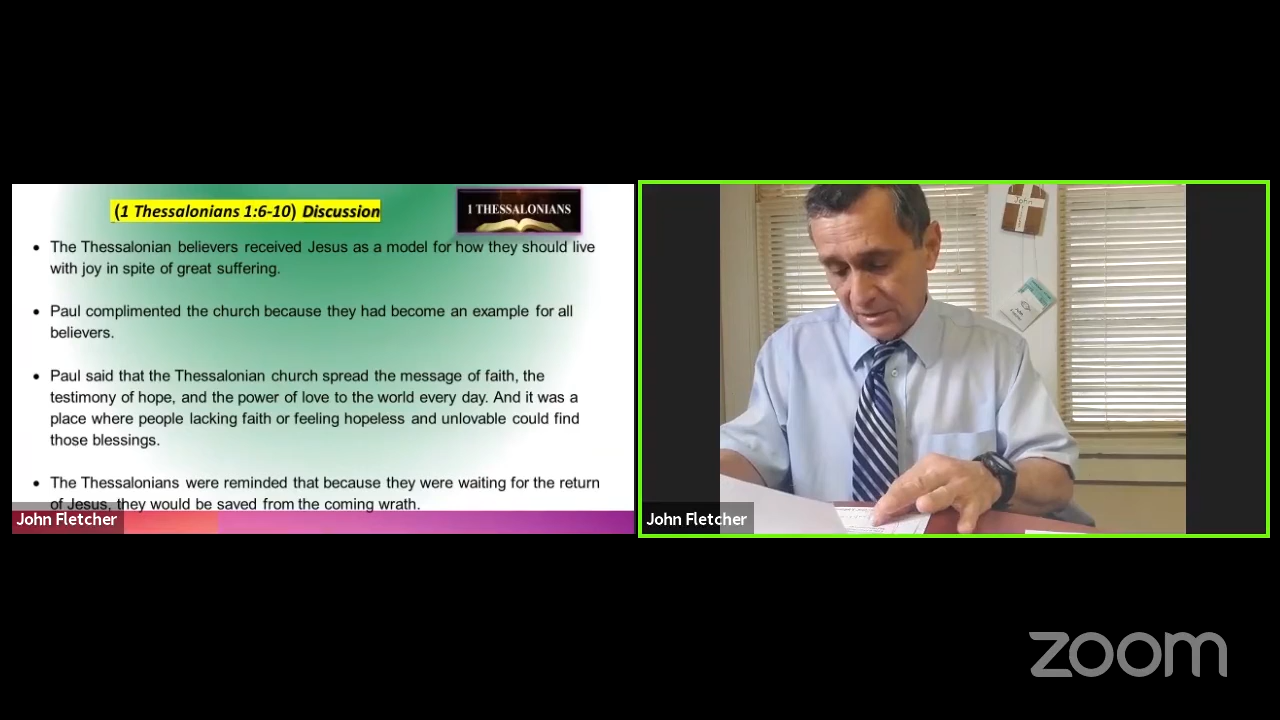 (1 Thessalonians 1:6-10) Discussion
1 THESSALONIANS
• The Thessalonian believers received Jesus as a model for how they should live
with joy in spite of great suffering.
• Paul complimented the church because they had become an example for all
believers.
• Paul said that the Thessalonian church spread the message of faith, the
testimony of hope, and the power of love to the world every day. And it was a
place where people lacking faith or feeling hopeless and unlovable could find
those blessings.
• The Thessalonians were reminded that because they were waiting for the return
of Jesus, they would be saved from the coming wrath.
John Fletcher
John
John Fletcher
zoom